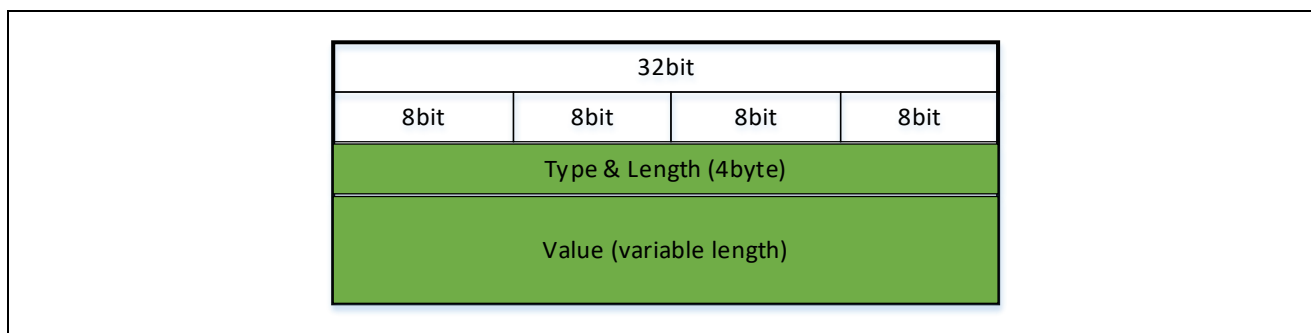 32bit
8bit 8bit 8bit 8bit
Type & Length (4byte)
Value (variable length)